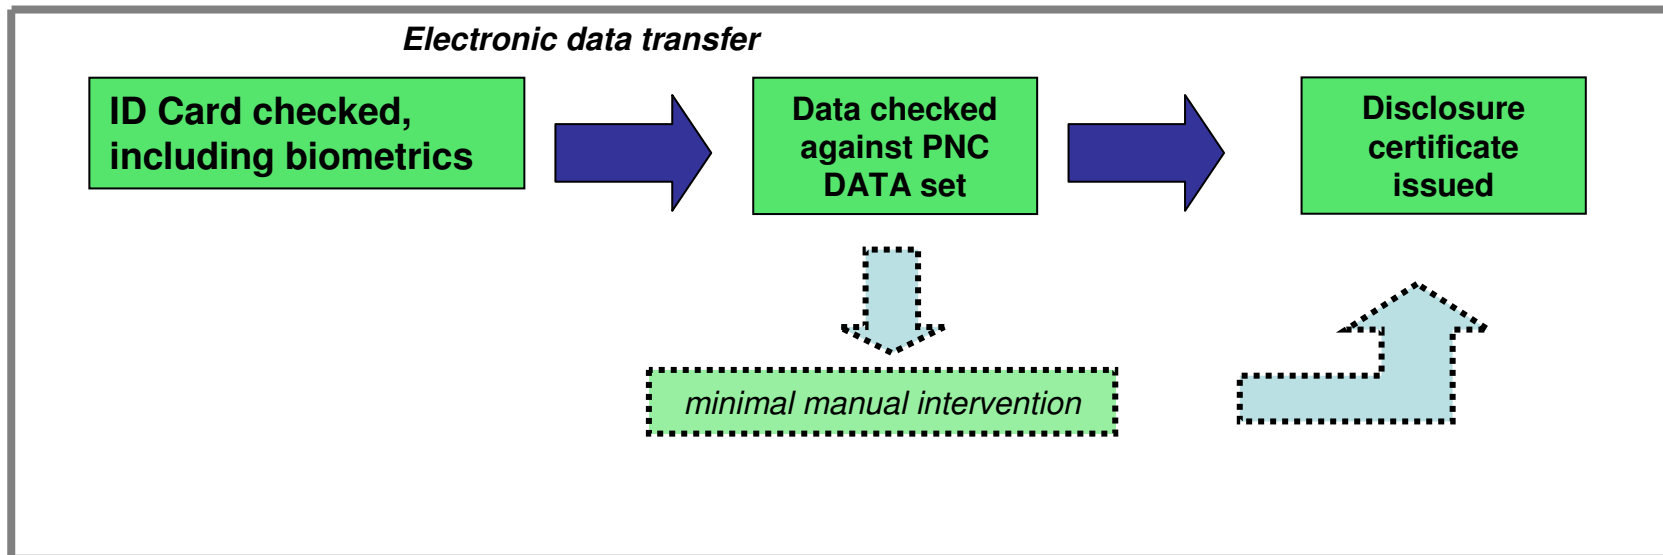 Electronic data transfer
ID Card checked,
including biometrics
Data checked
against PNC
DATA set
Disclosure
certificate
issued
minimal manual intervention